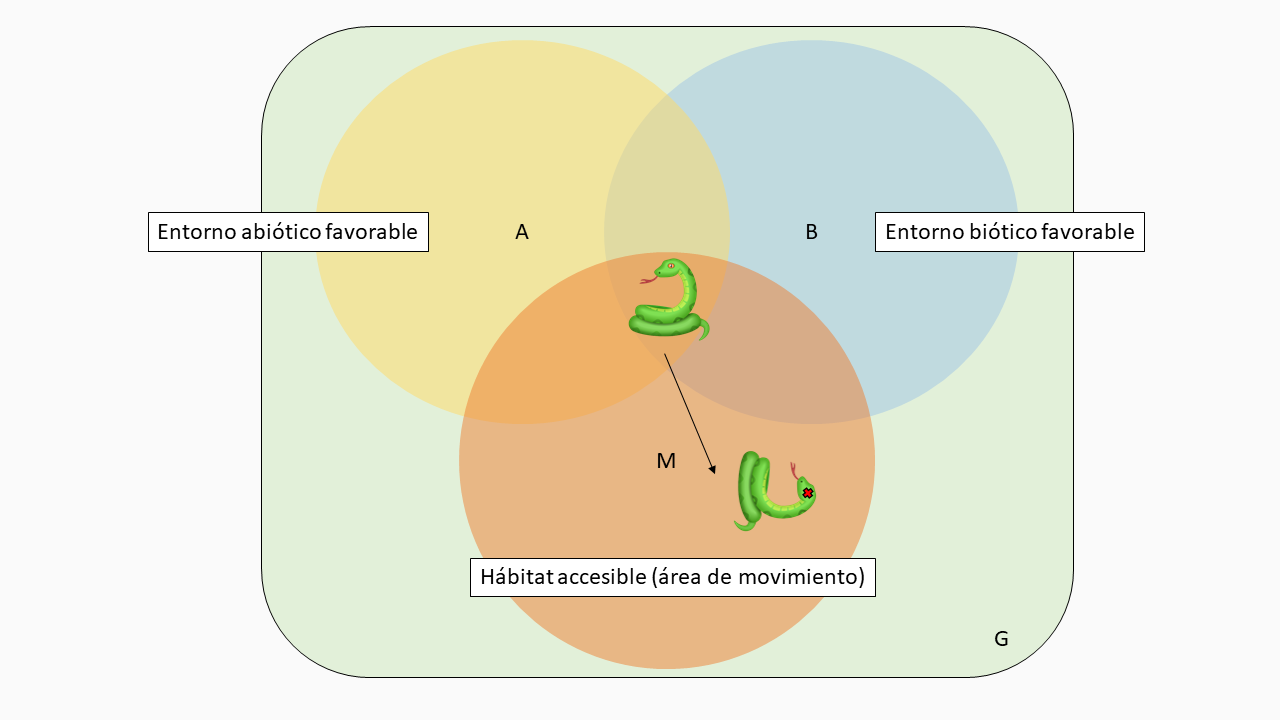 Entorno abiótico favorable
A
B
Entorno biótico favorable
M
Hábitat accesible (área de movimiento)
G